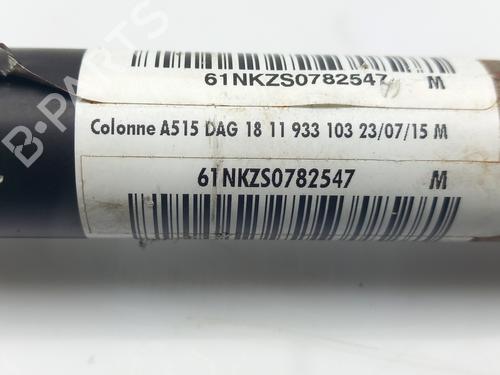 61NKZS0782547 M
Colonne A515 DAG 18 11 933 103 23/07/15 M
61NKZS0782547 M
B-PARTS